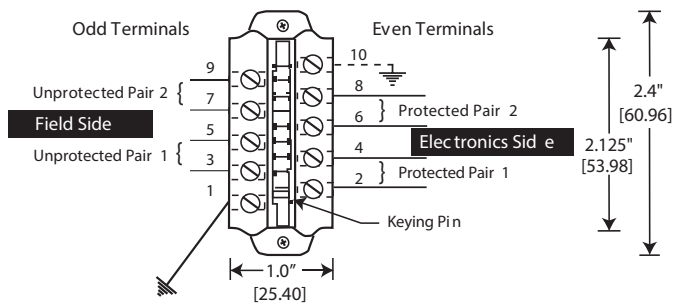 Odd Terminals
Even Terminals
9
10
Unprotected Pair 2 {
7
8
6
} Protected Pair 2
Field Side
Electronics Sid e
5
4
Unprotected Pair 1 {
3
} Protected Pair 1
1
2
Keying Pin
1.0"
[25.40]
2.4"
[60.96]
2.125"
[53.98]